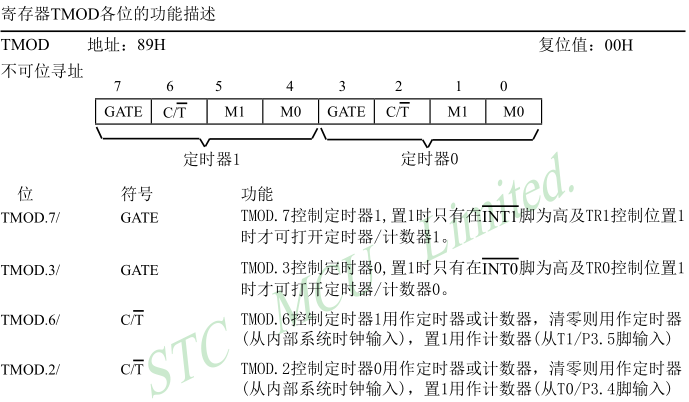 寄存器TMOD各位的功能描述
TMOD 地址：89H 复位值：00H
不可位寻址
7 6 5 4 3 2 1 0
GATE C/T̅ M1 M0 GATE C/T̅ M1 M0
定时器1 定时器0
位 符号 功能
TMOD.7/ GATE TMOD.7控制定时器1,置1时只有在I̅N̅T̅1̅脚为高及TR1控制位置1
时才可打开定时器/计数器1。
TMOD.3/ GATE TMOD.3控制定时器0,置1时只有在I̅N̅T̅0̅脚为高及TR0控制位置1
时才可打开定时器/计数器0。
TMOD.6/ C/T̅ TMOD.6控制定时器1用作定时器或计数器，清零则用作定时器
(从内部系统时钟输入)，置1用作计数器(从T1/P3.5脚输入)
TMOD.2/ C/T̅ TMOD.2控制定时器0用作定时器或计数器，清零则用作定时器
(从内部系统时钟输入)，置1用作计数器(从T0/P3.4脚输入)
STC MCU Limited.